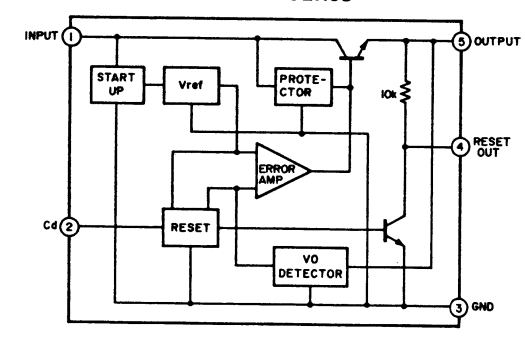 INPUT
1
5
OUTPUT
START
UP
Vref
PROTE-
CTOR
10k
4
RESET
OUT
ERROR
AMP
Cd
2
RESET
VO
DETECTOR
3
GND